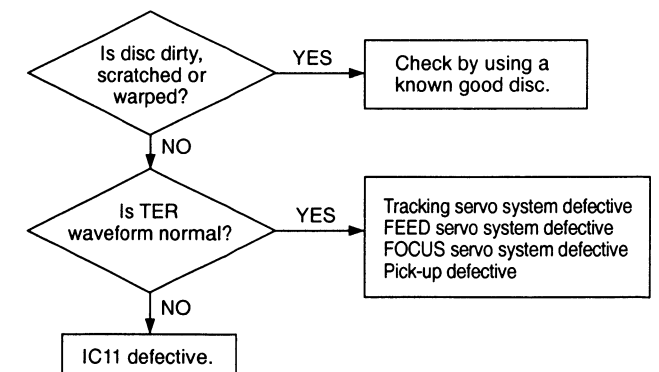 Is disc dirty,
scratched or
warped?
YES
Check by using a
known good disc.
NO
Is TER
waveform normal?
YES
Tracking servo system defective
FEED servo system defective
FOCUS servo system defective
Pick-up defective
NO
IC11 defective.